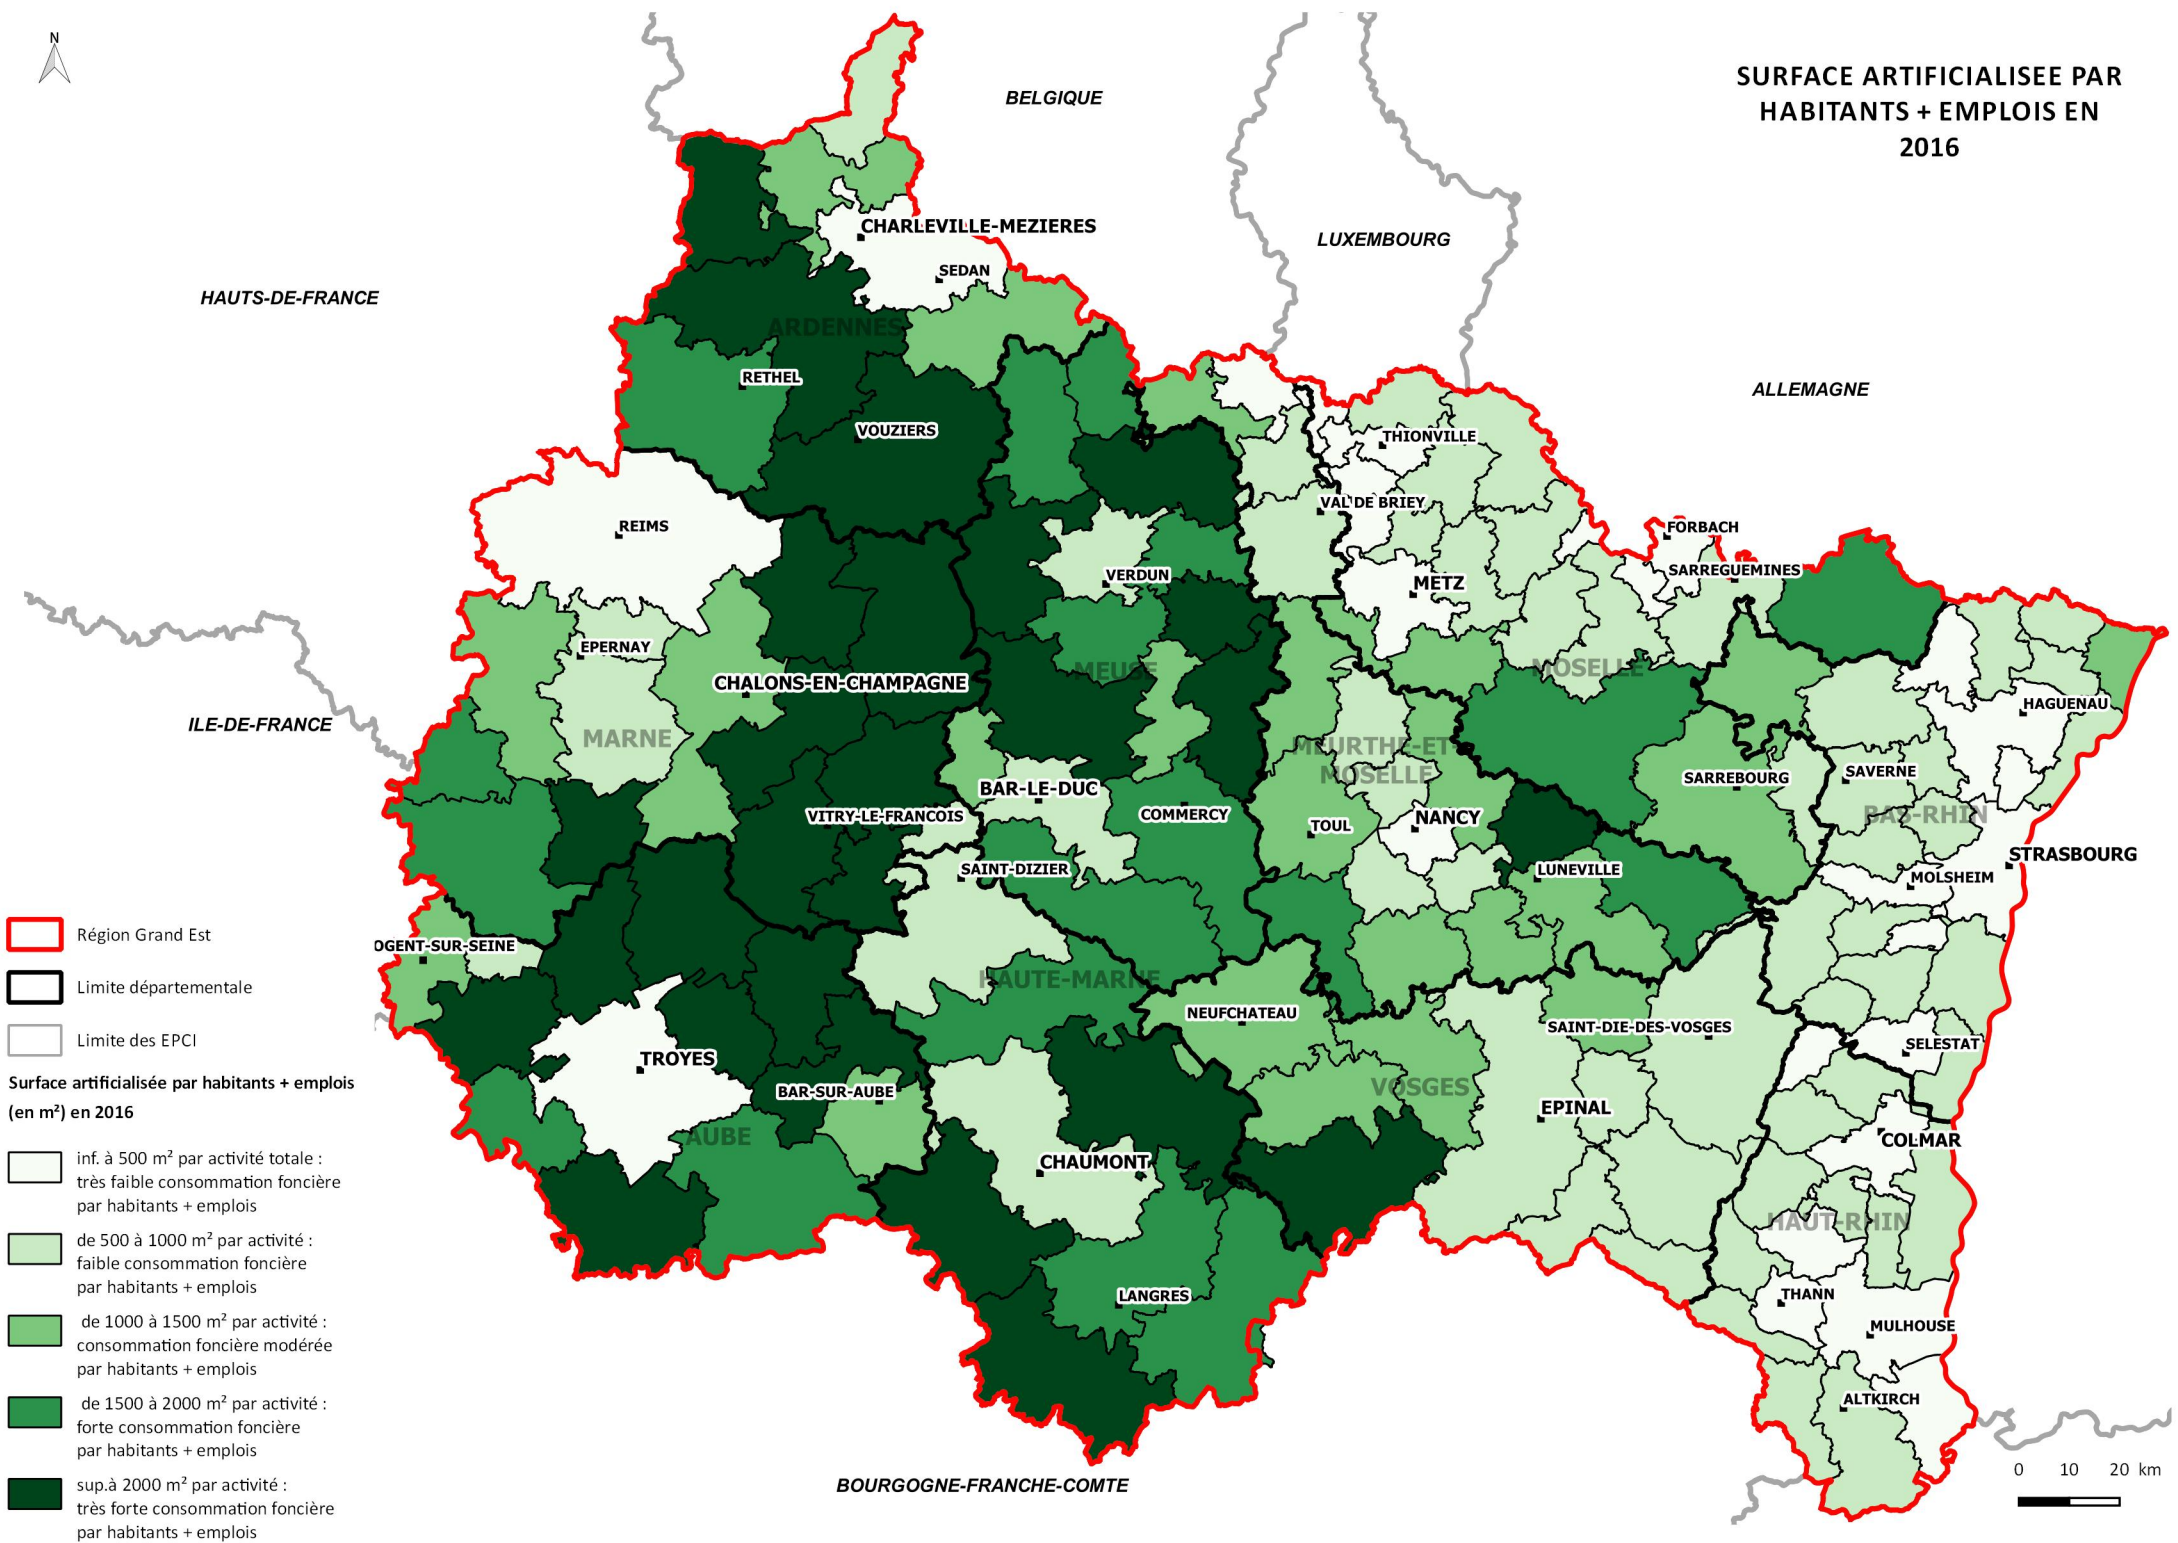 N
SURFACE ARTIFICIALISEE PAR
HABITANTS + EMPLOIS EN
2016
BELGIQUE
LUXEMBOURG
ALLEMAGNE
HAUTS-DE-FRANCE
ILE-DE-FRANCE
BOURGOGNE-FRANCHE-COMTE
CHARLEVILLE-MEZIERES
SEDAN
ARDENNES
RETHEL
VOUZIERS
REIMS
EPERNAY
CHALONS-EN-CHAMPAGNE
MARNE
VITRY-LE-FRANCOIS
VERDUN
MEUSE
BAR-LE-DUC
COMMERCY
SAINT-DIZIER
THIONVILLE
VAL DE BRIEY
METZ
FORBACH
SARREGUEMINES
MOSELLE
MEURTHE-ET-
MOSELLE
SARREBOURG
TOUL
NANCY
LUNEVILLE
HAGUENAU
SAVERNE
BAS-RHIN
STRASBOURG
MOLSHEIM
SELESTAT
OGENT-SUR-SEINE
TROYES
BAR-SUR-AUBE
AUBE
HAUTE-MARNE
CHAUMONT
LANGRES
NEUFCHATEAU
VOSGES
SAINT-DIE-DES-VOSGES
EPINAL
COLMAR
HAUT-RHIN
THANN
MULHOUSE
ALTKIRCH
Région Grand Est
Limite départementale
Limite des EPCI
Surface artificialisée par habitants + emplois
(en m²) en 2016
inf. à 500 m² par activité totale :
très faible consommation foncière
par habitants + emplois
de 500 à 1000 m² par activité :
faible consommation foncière
par habitants + emplois
de 1000 à 1500 m² par activité :
consommation foncière modérée
par habitants + emplois
de 1500 à 2000 m² par activité :
forte consommation foncière
par habitants + emplois
sup.à 2000 m² par activité :
très forte consommation foncière
par habitants + emplois
0 10 20 km